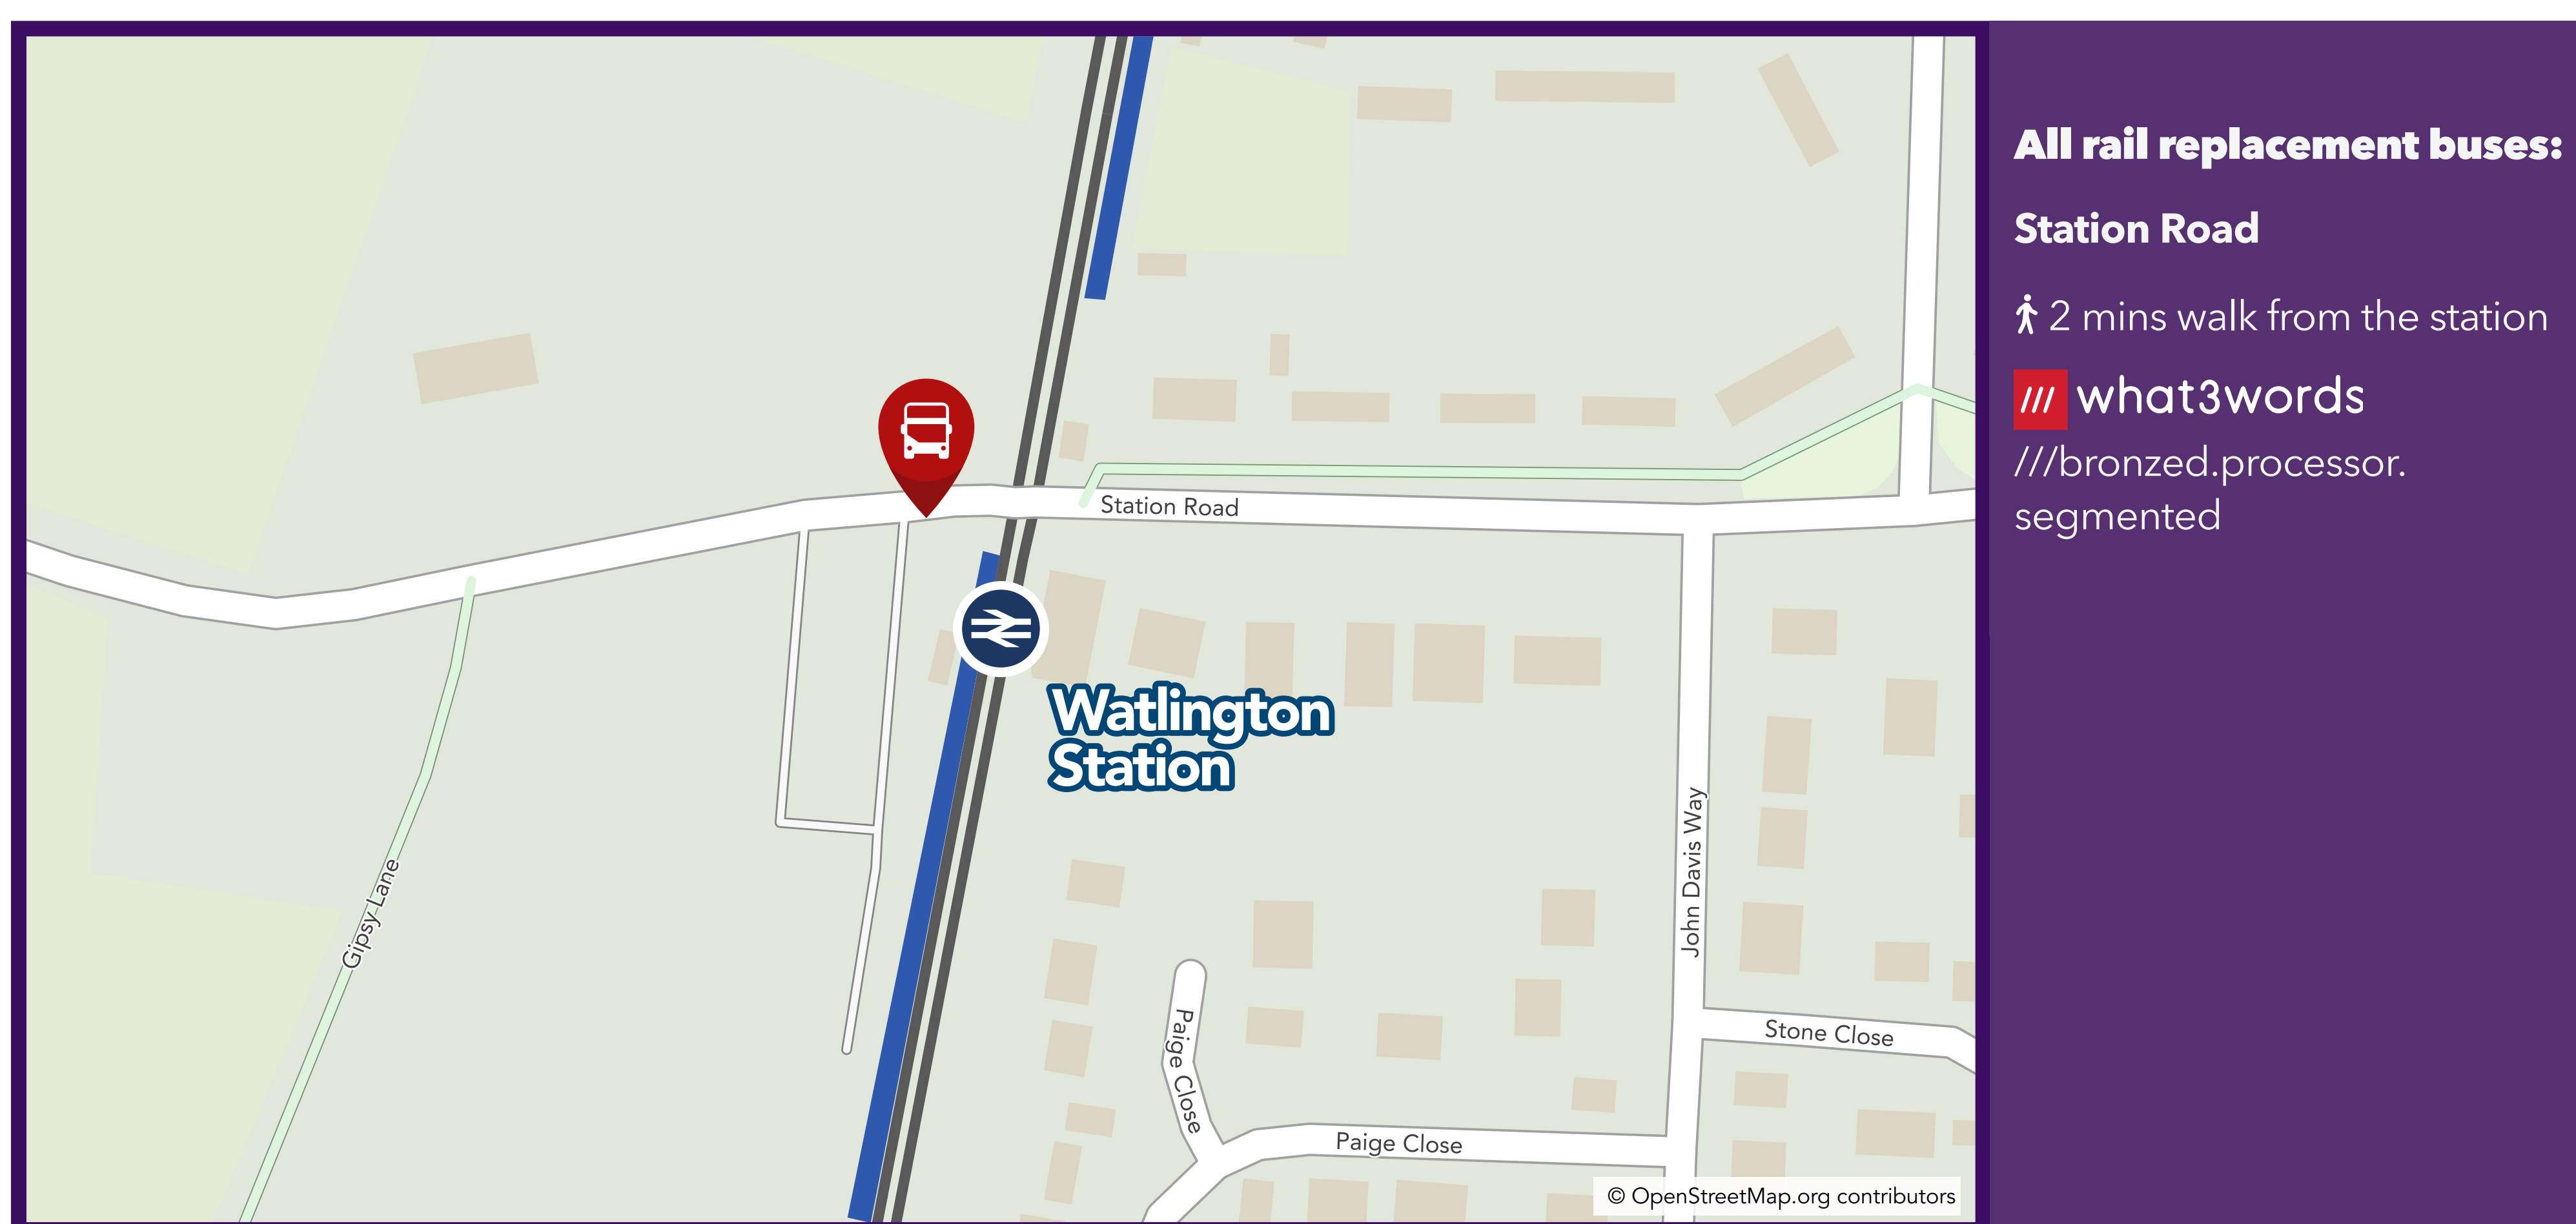 All rail replacement buses:
Station Road
2 mins walk from the station
/// what3words
///bronzed.processor.
segmented
Station Road
Watlington
Station
John Davis Way
Gipsy Lane
Stone Close
Paige Close
Paige Close
© OpenStreetMap.org contributors